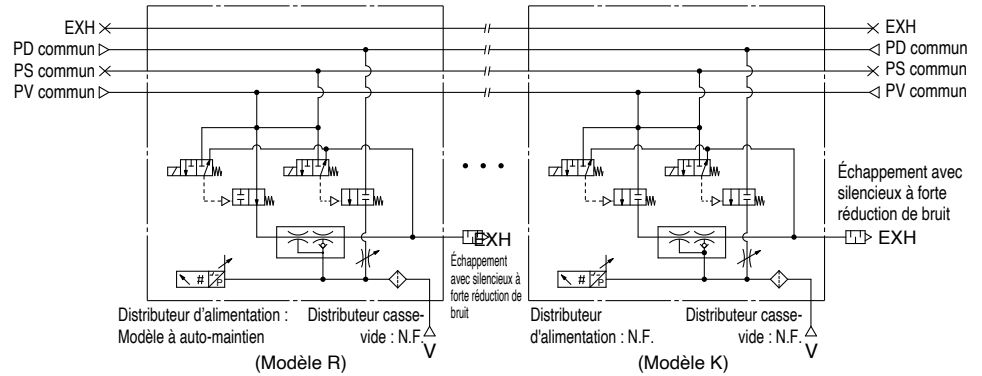 EXH
PD commun
PS commun
PV commun
EXH
PD commun
PS commun
PV commun
#
P
EXH
Échappement
avec silencieux à
forte réduction de
bruit
Distributeur d'alimentation :
Modèle à auto-maintien
Distributeur casse-
vide : N.F.
V
(Modèle R)
• • •
#
P
Échappement avec
silencieux à forte
réduction de bruit
EXH
Distributeur
d'alimentation : N.F.
Distributeur casse-
vide : N.F.
V
(Modèle K)